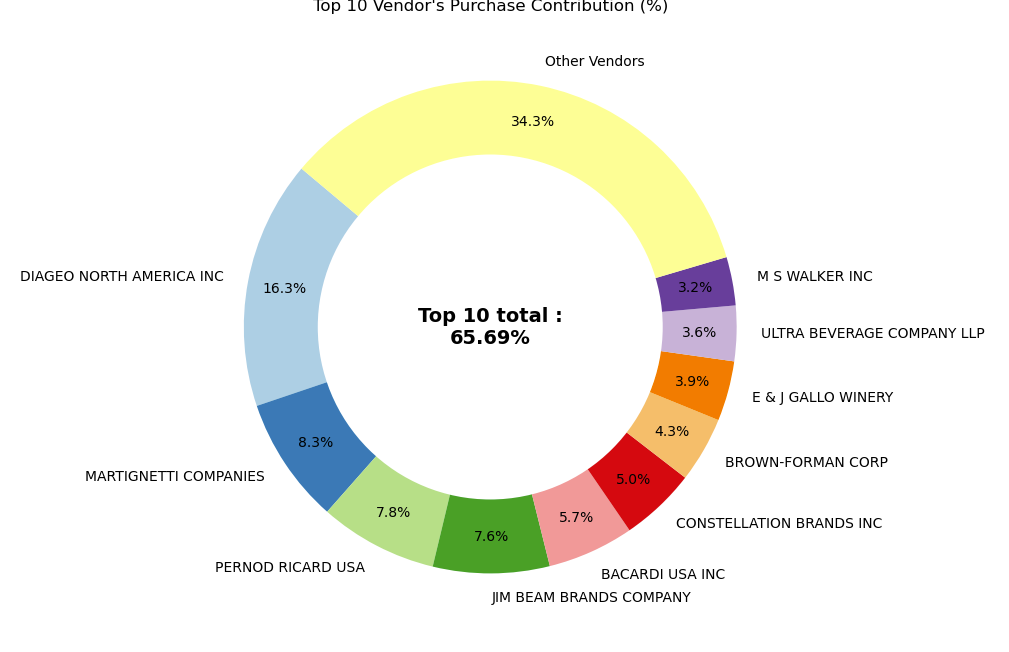 Top 10 Vendor's Purchase Contribution (%)
Other Vendors
34.3%
DIAGEO NORTH AMERICA INC
16.3%
M S WALKER INC
3.2%
Top 10 total :
65.69%
3.6%
ULTRA BEVERAGE COMPANY LLP
3.9%
E & J GALLO WINERY
4.3%
8.3%
BROWN-FORMAN CORP
MARTIGNETTI COMPANIES
5.0%
7.8%
5.7%
CONSTELLATION BRANDS INC
7.6%
PERNOD RICARD USA
BACARDI USA INC
JIM BEAM BRANDS COMPANY